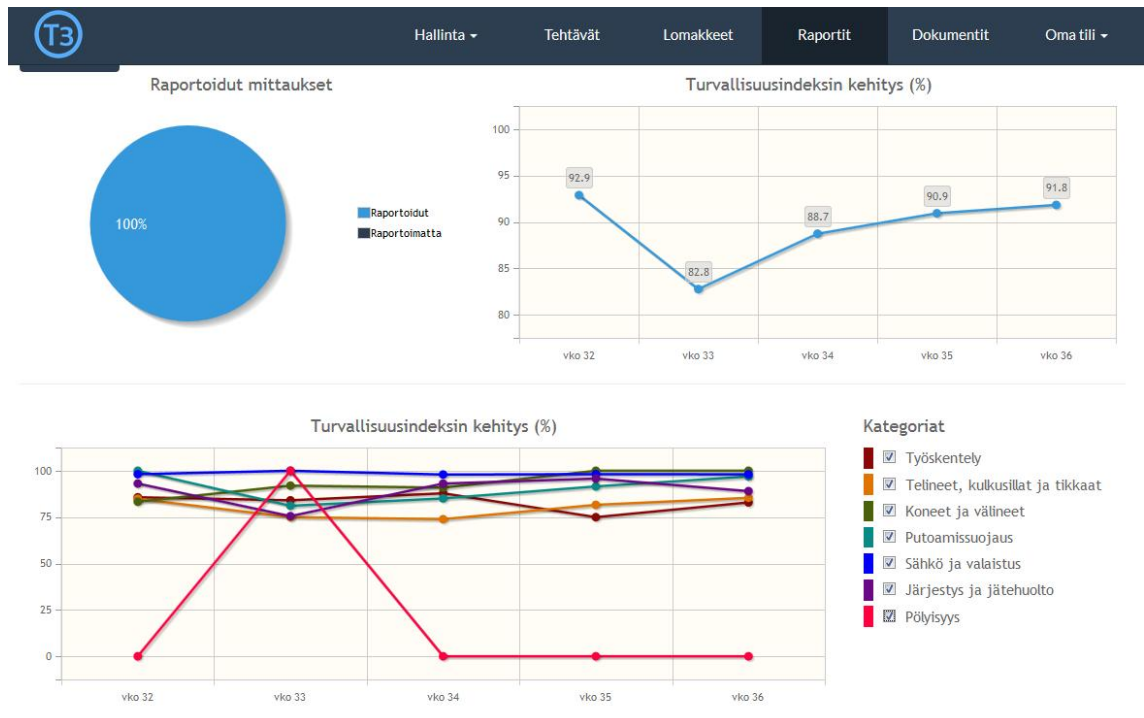 T3
Hallinta
Tehtävät
Lomakkeet
Raportit
Dokumentit
Oma tili
Raportoidut mittaukset
100%
Raportoidut
Raportoimatta
Turvallisuusindeksin kehitys (%)
100
95
90
85
80
92.9
82.8
88.7
90.9
91.8
vko 32
vko 33
vko 34
vko 35
vko 36
Turvallisuusindeksin kehitys (%)
100
75
50
25
0
vko 32
vko 33
vko 34
vko 35
vko 36
Kategoriat
Työskentely
Telineet, kulkusillat ja tikkaat
Koneet ja välineet
Putoamissuojaus
Sähkö ja valaistus
Järjestys ja jätehuolto
Pölyisyys